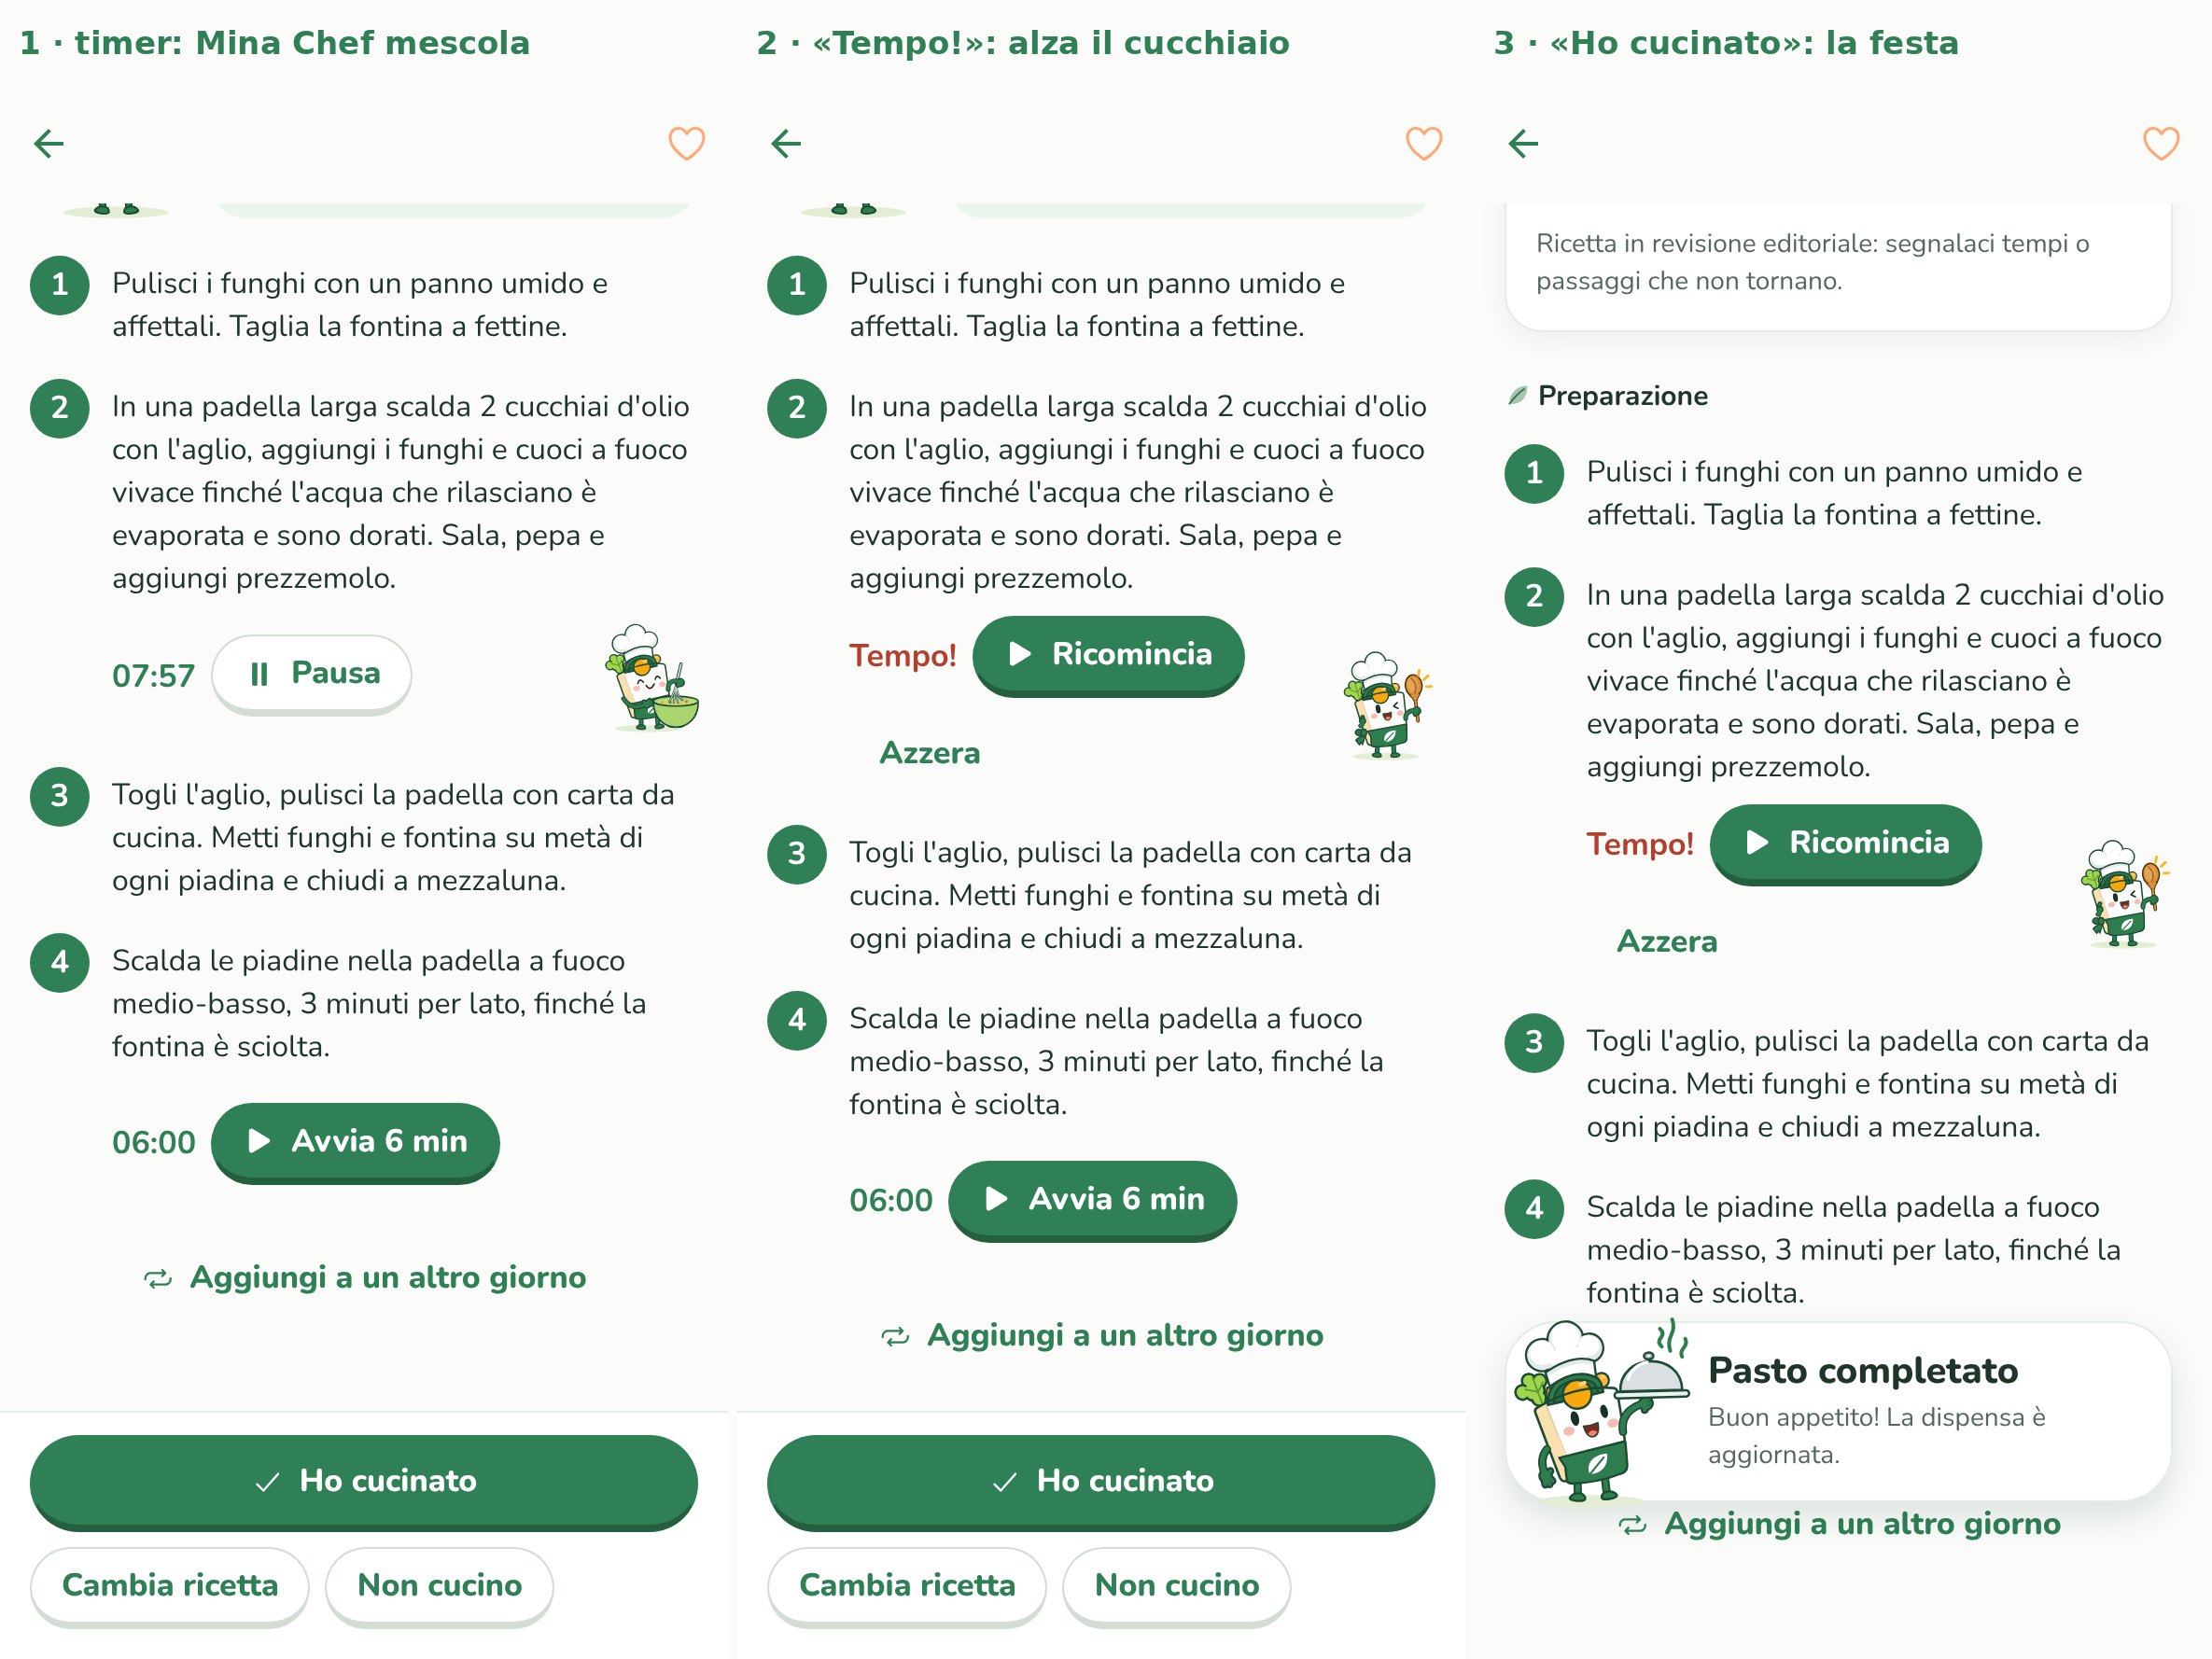 1 · timer: Mina Chef mescola
1
Pulisci i funghi con un panno umido e
affettali. Taglia la fontina a fettine.
2
In una padella larga scalda 2 cucchiai d'olio
con l'aglio, aggiungi i funghi e cuoci a fuoco
vivace finché l'acqua che rilasciano è
evaporata e sono dorati. Sala, pepa e
aggiungi prezzemolo.
07:57 Pausa
3
Togli l'aglio, pulisci la padella con carta da
cucina. Metti funghi e fontina su metà di
ogni piadina e chiudi a mezzaluna.
4
Scalda le piadine nella padella a fuoco
medio-basso, 3 minuti per lato, finché la
fontina è sciolta.
06:00 Avvia 6 min
Aggiungi a un altro giorno
Ho cucinato
Cambia ricetta Non cucino
2 · «Tempo!»: alza il cucchiaio
1
Pulisci i funghi con un panno umido e
affettali. Taglia la fontina a fettine.
2
In una padella larga scalda 2 cucchiai d'olio
con l'aglio, aggiungi i funghi e cuoci a fuoco
vivace finché l'acqua che rilasciano è
evaporata e sono dorati. Sala, pepa e
aggiungi prezzemolo.
Tempo! Ricomincia
Azzera
3
Togli l'aglio, pulisci la padella con carta da
cucina. Metti funghi e fontina su metà di
ogni piadina e chiudi a mezzaluna.
4
Scalda le piadine nella padella a fuoco
medio-basso, 3 minuti per lato, finché la
fontina è sciolta.
06:00 Avvia 6 min
Aggiungi a un altro giorno
Ho cucinato
Cambia ricetta Non cucino
3 · «Ho cucinato»: la festa
Ricetta in revisione editoriale: segnalaci tempi o
passaggi che non tornano.
Preparazione
1
Pulisci i funghi con un panno umido e
affettali. Taglia la fontina a fettine.
2
In una padella larga scalda 2 cucchiai d'olio
con l'aglio, aggiungi i funghi e cuoci a fuoco
vivace finché l'acqua che rilasciano è
evaporata e sono dorati. Sala, pepa e
aggiungi prezzemolo.
Tempo! Ricomincia
Azzera
3
Togli l'aglio, pulisci la padella con carta da
cucina. Metti funghi e fontina su metà di
ogni piadina e chiudi a mezzaluna.
4
Scalda le piadine nella padella a fuoco
medio-basso, 3 minuti per lato, finché la
fontina è sciolta.
Pasto completato
Buon appetito! La dispensa è
aggiornata.
Aggiungi a un altro giorno